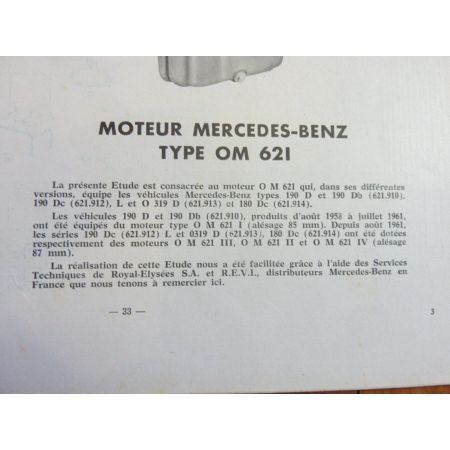 MOTEUR MERCEDES-BENZ
TYPE OM 621
La présente Etude est consacrée au moteur O M 621 qui, dans ses différentes
versions, équipe les véhicules Mercedes-Benz types 190 D et 190 Db (621.910),
190 Dc (621.912), L et O 319 D (621.913) et 180 Dc (621.914).
Les véhicules 190 D et 190 Db (621.910), produits d'août 1958 à juillet 1961,
ont été équipés du moteur type O M 621 I (alésage 85 mm). Depuis août 1961,
les séries 190 Dc (621.912) L et 0319 D (621.913), 180 Dc (621.914) ont été dotées
respectivement des moteurs O M 621 III, O M 621 II et O M 621 IV (alésage
87 mm).
La réalisation de cette Etude nous a été facilitée grâce à l'aide des Services
Techniques de Royal-Elysées S.A. et R.E.V.I., distributeurs Mercedes-Benz en
France que nous tenons à remercier ici.
— 33 —
3